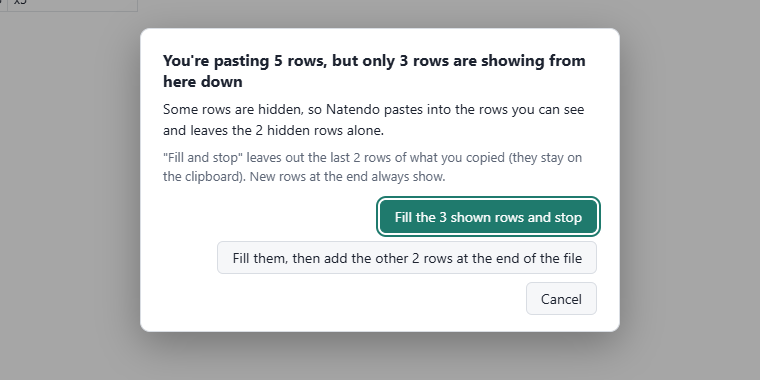 x5
You're pasting 5 rows, but only 3 rows are showing from
here down
Some rows are hidden, so Natendo pastes into the rows you can see
and leaves the 2 hidden rows alone.
"Fill and stop" leaves out the last 2 rows of what you copied (they stay on
the clipboard). New rows at the end always show.
Fill the 3 shown rows and stop
Fill them, then add the other 2 rows at the end of the file
Cancel